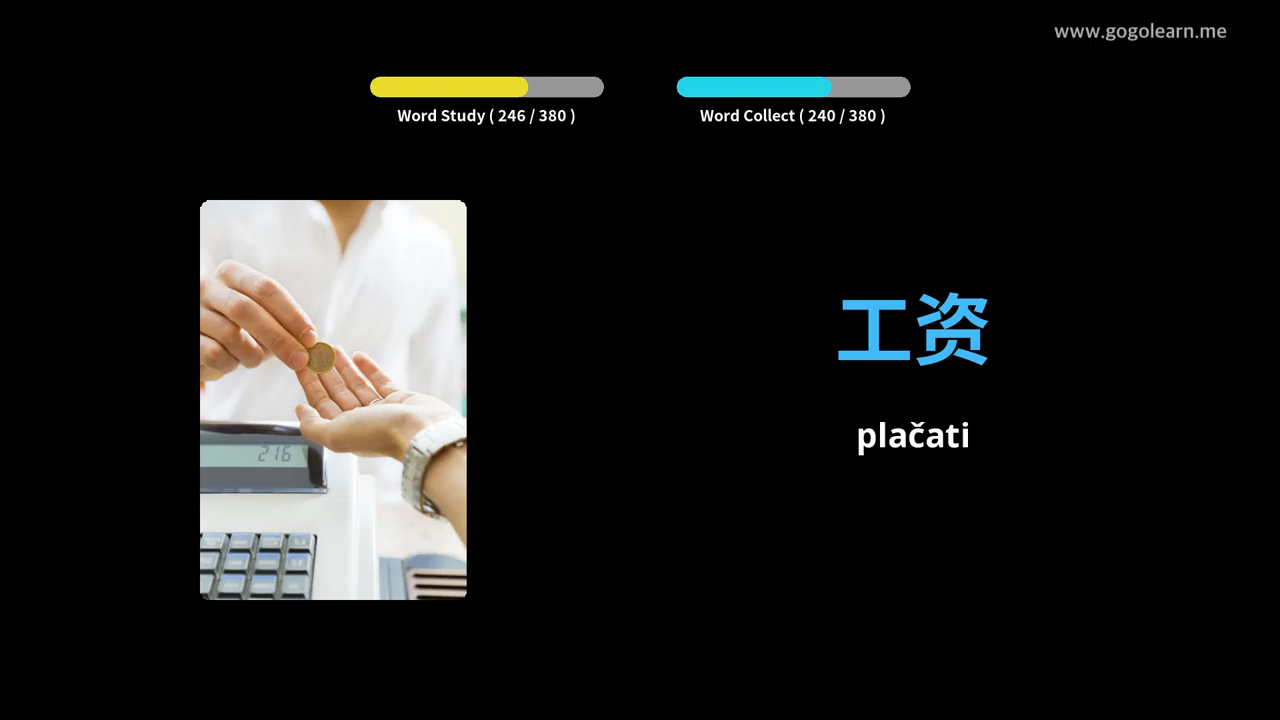 www.gogolearn.me
Word Study ( 246 / 380 )
Word Collect ( 240 / 380 )
工资
plačati
216